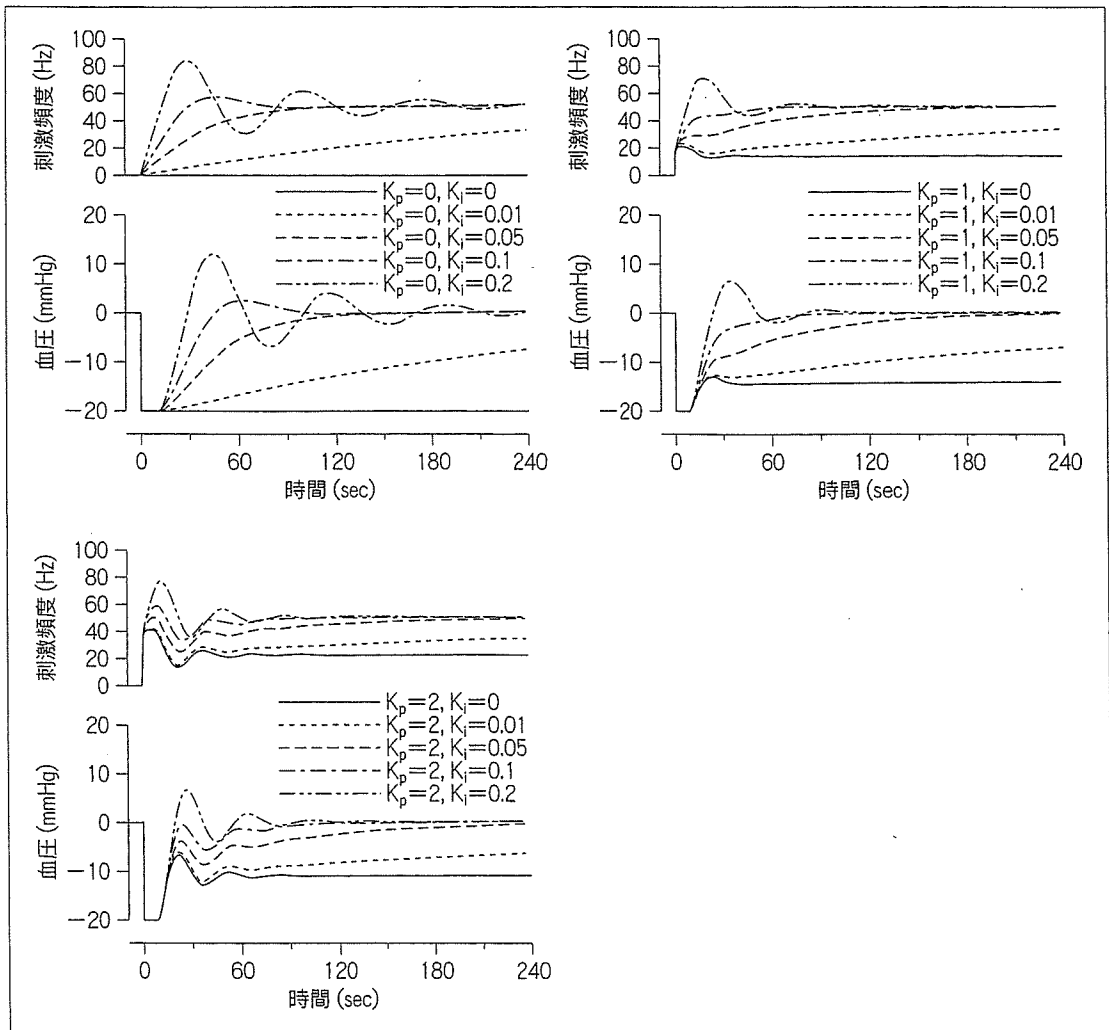 刺激頻度 (Hz)
100
80
60
40
20
0
Kp=0, Ki=0
Kp=0, Ki=0.01
Kp=0, Ki=0.05
Kp=0, Ki=0.1
Kp=0, Ki=0.2
血圧 (mmHg)
20
10
0
−10
−20
0 60 120 180 240
時間 (sec)
刺激頻度 (Hz)
100
80
60
40
20
0
Kp=1, Ki=0
Kp=1, Ki=0.01
Kp=1, Ki=0.05
Kp=1, Ki=0.1
Kp=1, Ki=0.2
血圧 (mmHg)
20
10
0
−10
−20
0 60 120 180 240
時間 (sec)
刺激頻度 (Hz)
100
80
60
40
20
0
Kp=2, Ki=0
Kp=2, Ki=0.01
Kp=2, Ki=0.05
Kp=2, Ki=0.1
Kp=2, Ki=0.2
血圧 (mmHg)
20
10
0
−10
−20
0 60 120 180 240
時間 (sec)